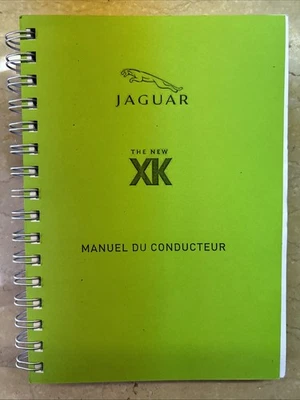 JAGUAR
THE NEW
XK
MANUEL DU CONDUCTEUR